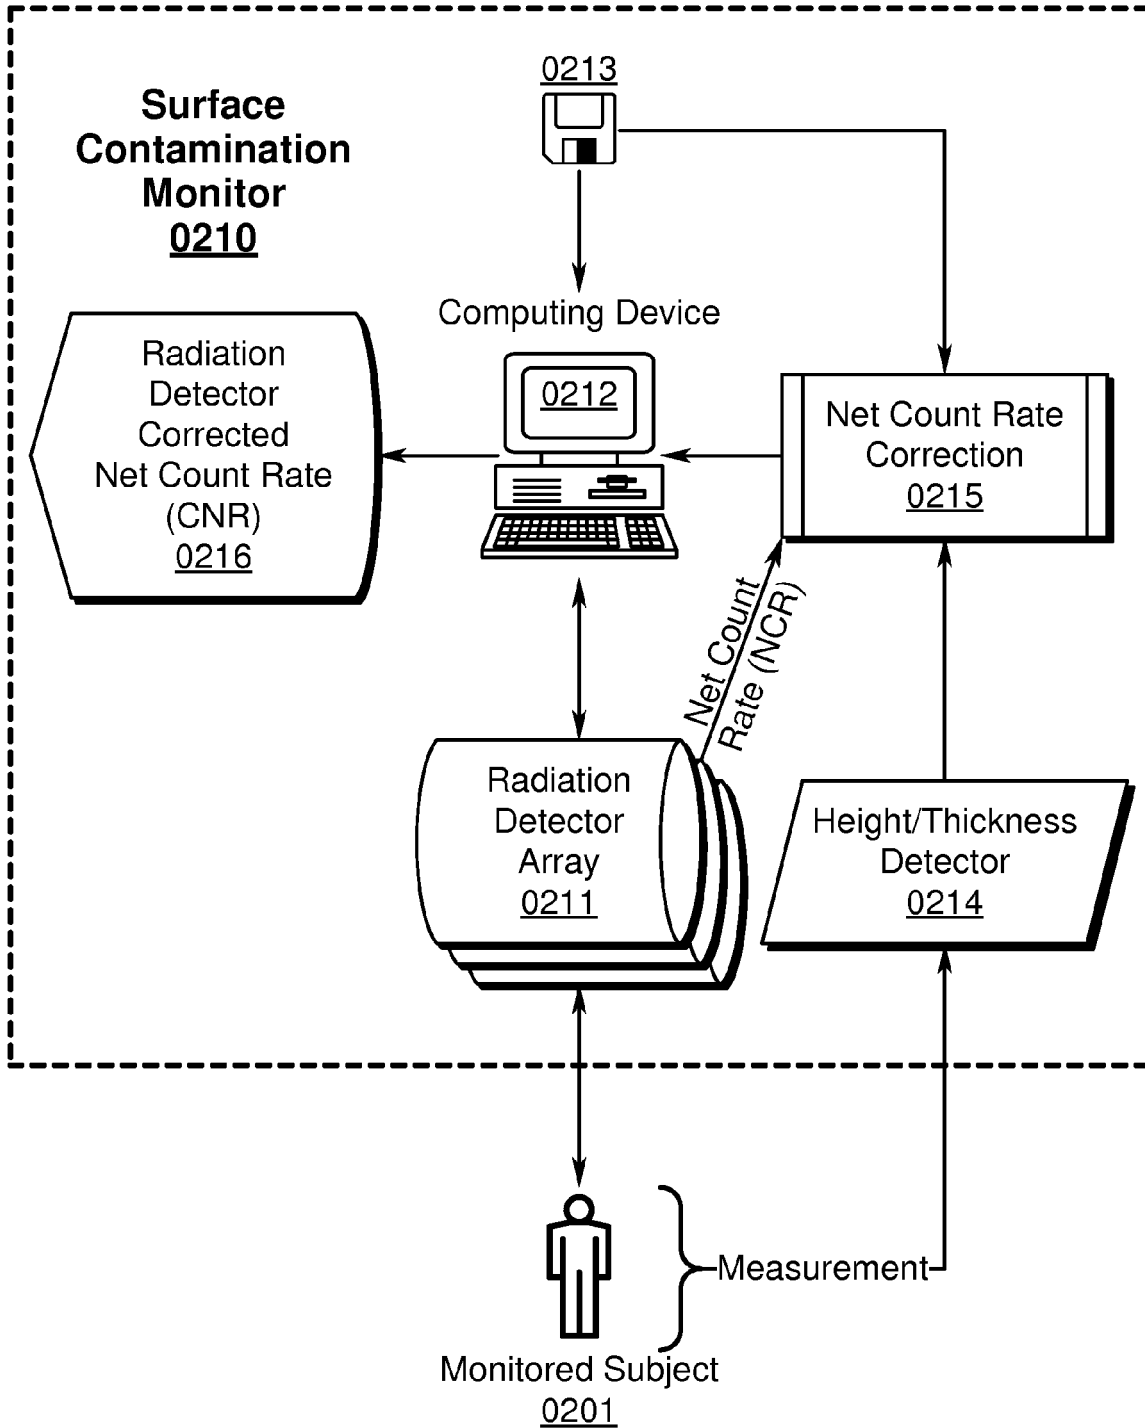 0213
Surface
Contamination
Monitor
0210
Computing Device
0212
Radiation
Detector
Corrected
Net Count Rate
(CNR)
0216
Net Count Rate
Correction
0215
Net Count
Rate (NCR)
Radiation
Detector
Array
0211
Height/Thickness
Detector
0214
Measurement
Monitored Subject
0201